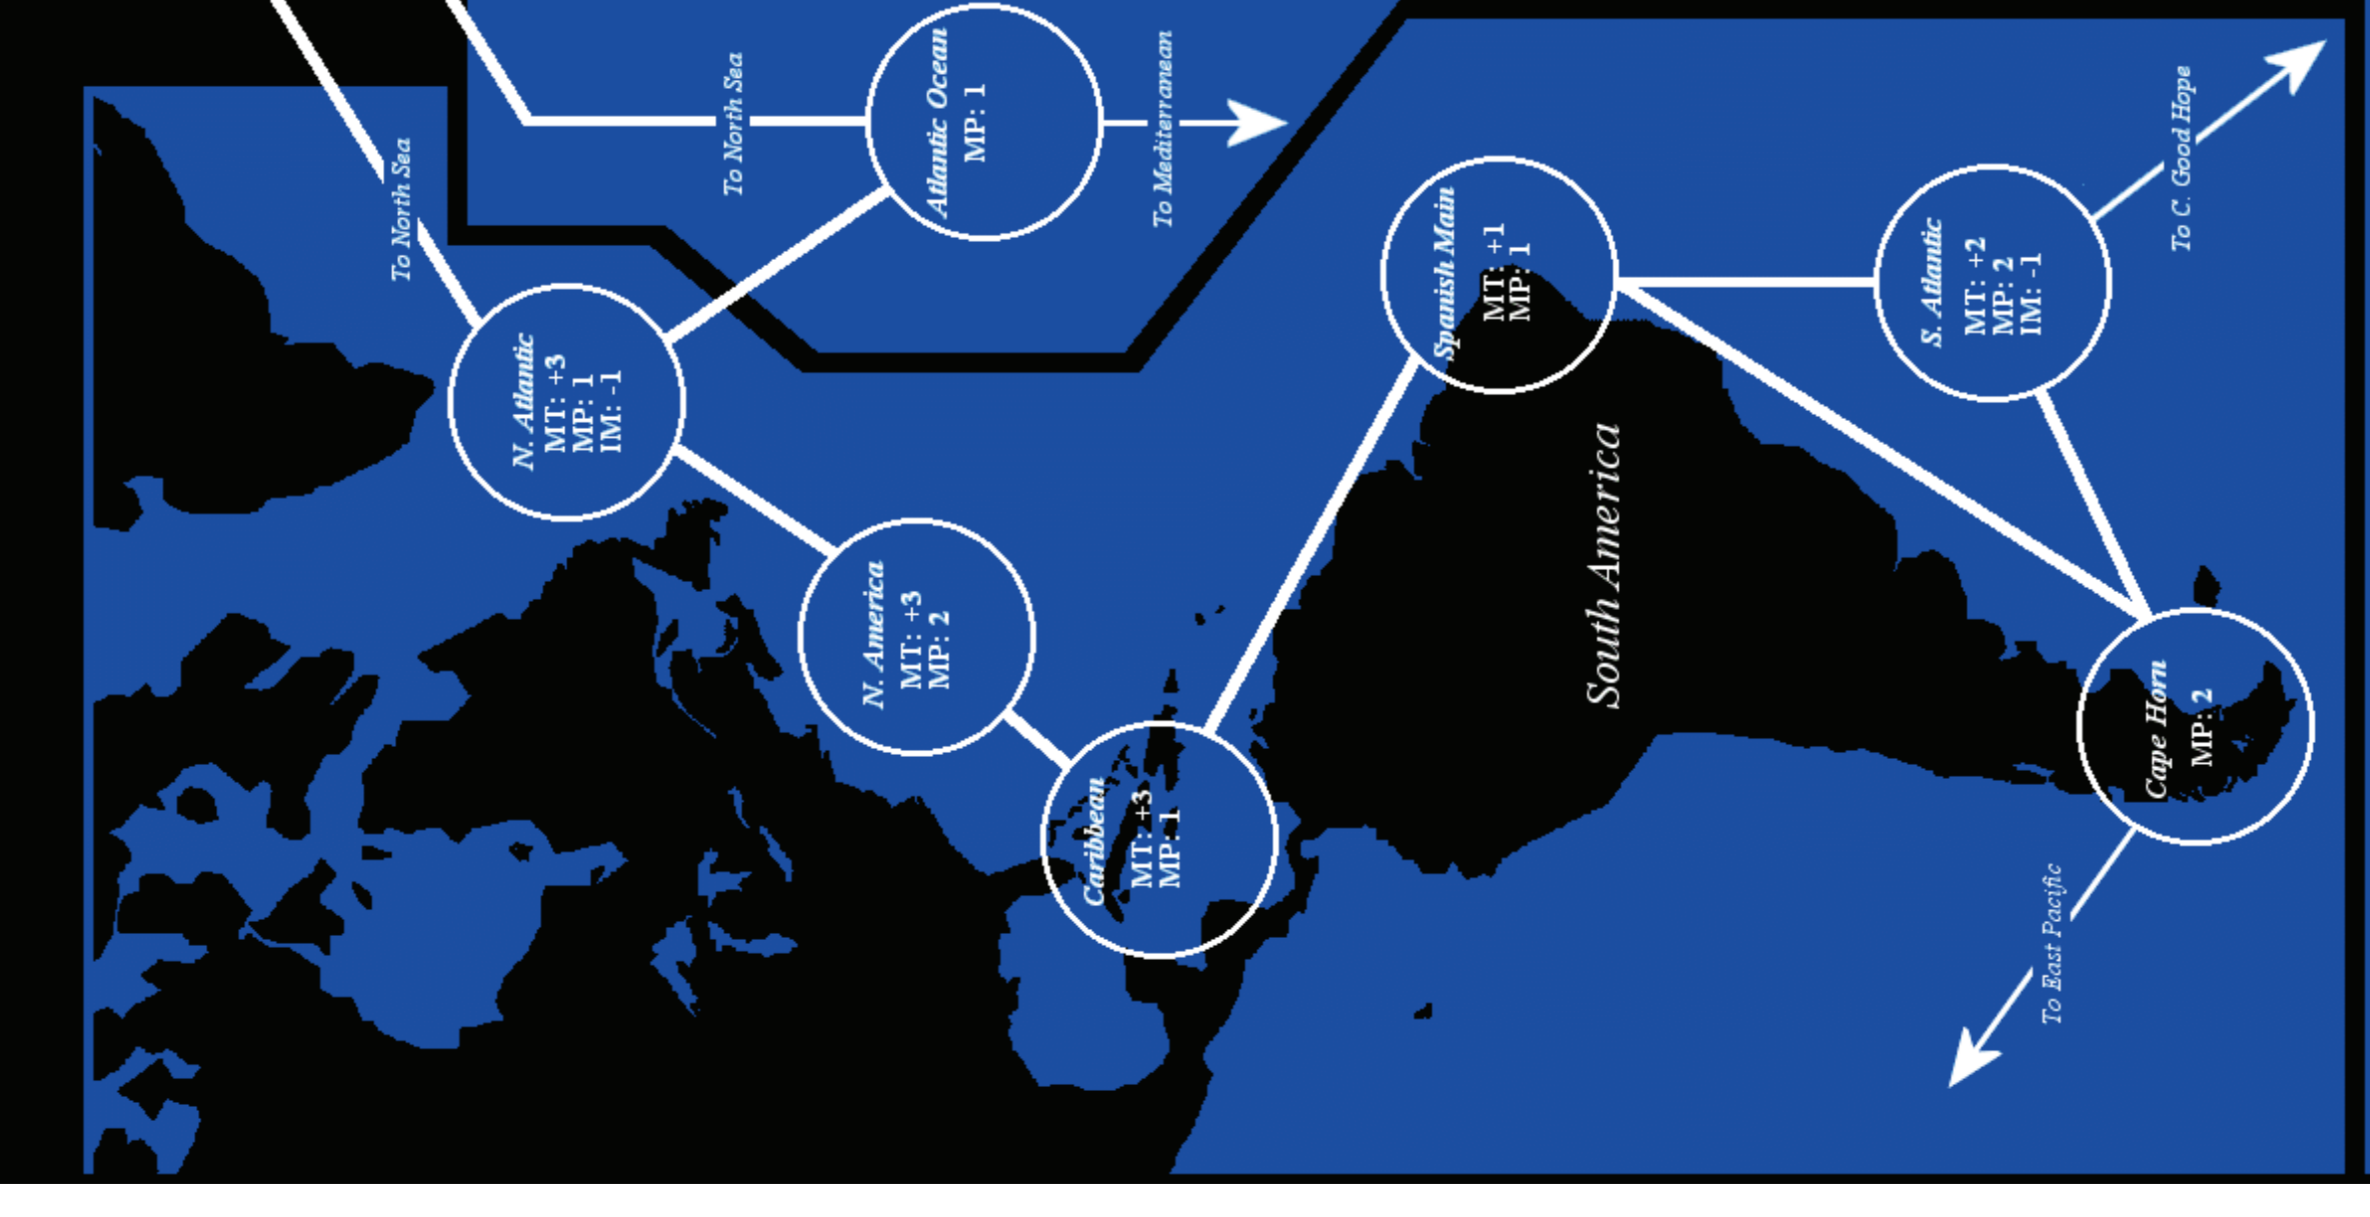 To North Sea
To North Sea
Atlantic Ocean
MP: 1
To Mediterranean
N. Atlantic
MT: +3
MP: 1
IM: -1
N. America
MT: +3
MP: 2
Caribbean
MT: +3
MP: 1
Spanish Main
MT: +1
MP: 1
South America
S. Atlantic
MT: +2
MP: 2
IM: -1
To C. Good Hope
Cape Horn
MP: 2
To East Pacific